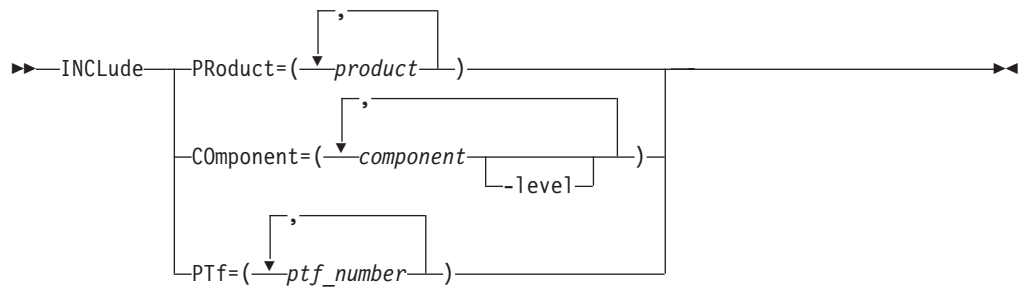 ,
INCLude PRoduct=( product )
,
COmponent=( component )
-level
,
PTf=( ptf_number )